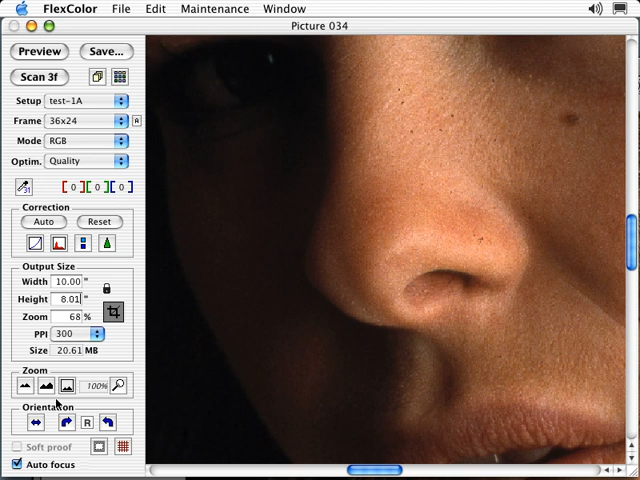 FlexColor File Edit Maintenance Window
Picture 034
Preview Save...
Scan 3f
Setup test-1A
Frame 36x24 A
Mode RGB
Optim. Quality
31 [ 0 ] [ 0 ] [ 0 ]
Correction
Auto Reset
Output Size
Width 10.00 "
Height 8.01 "
Zoom 68 %
PPI 300
Size 20.61 MB
Zoom
100%
Orientation
R
Soft proof
Auto focus